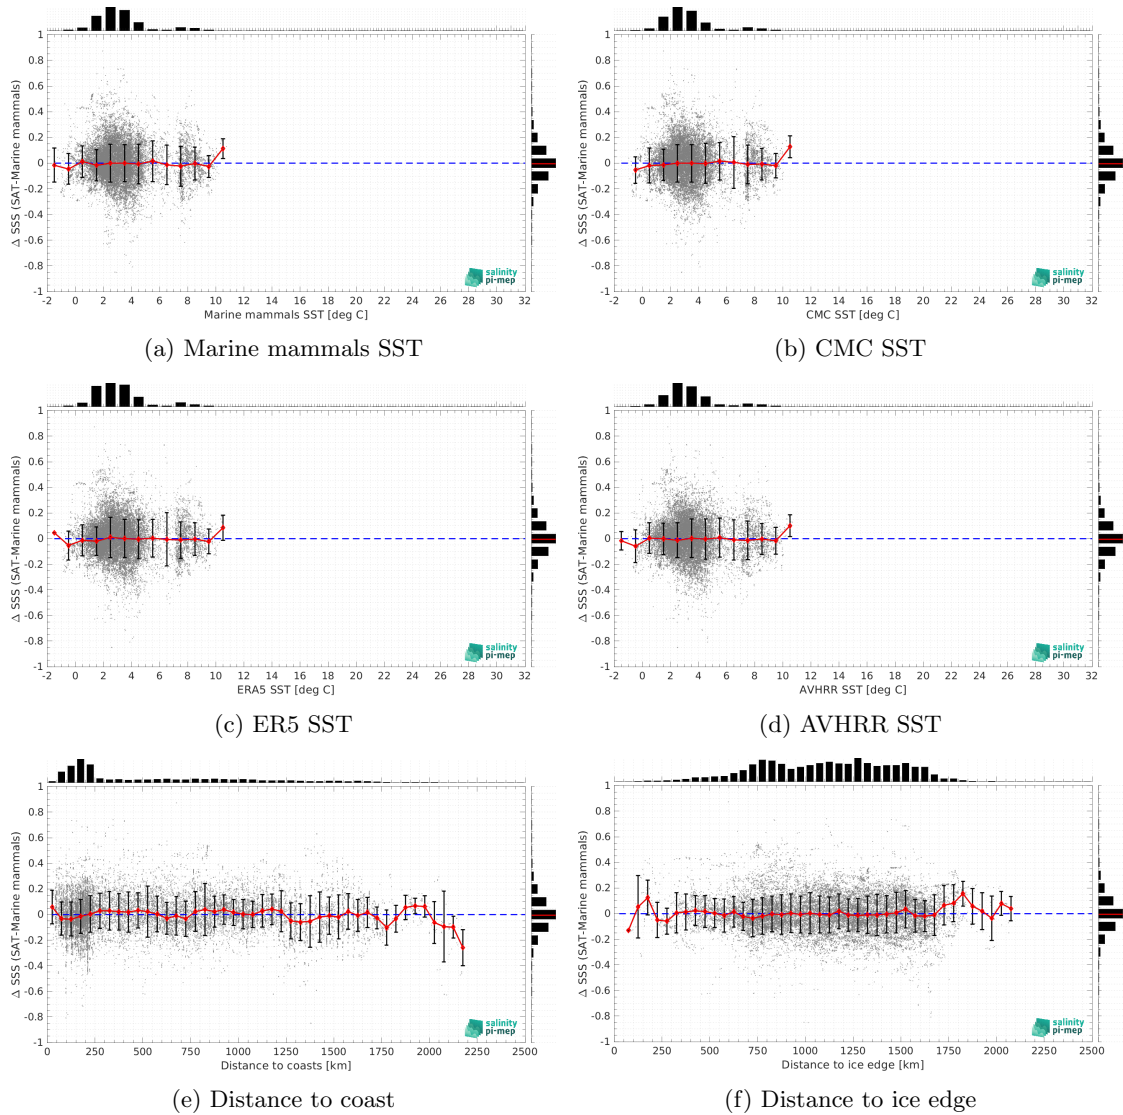 1
0.8
0.6
0.4
0.2
0
-0.2
-0.4
-0.6
-0.8
-1
Δ SSS (SAT-Marine mammals)
-2 0 2 4 6 8 10 12 14 16 18 20 22 24 26 28 30 32
Marine mammals SST [deg C]
salinity
pi-mep
(a) Marine mammals SST
1
0.8
0.6
0.4
0.2
0
-0.2
-0.4
-0.6
-0.8
-1
Δ SSS (SAT-Marine mammals)
-2 0 2 4 6 8 10 12 14 16 18 20 22 24 26 28 30 32
CMC SST [deg C]
salinity
pi-mep
(b) CMC SST
1
0.8
0.6
0.4
0.2
0
-0.2
-0.4
-0.6
-0.8
-1
Δ SSS (SAT-Marine mammals)
-2 0 2 4 6 8 10 12 14 16 18 20 22 24 26 28 30 32
ERA5 SST [deg C]
salinity
pi-mep
(c) ER5 SST
1
0.8
0.6
0.4
0.2
0
-0.2
-0.4
-0.6
-0.8
-1
Δ SSS (SAT-Marine mammals)
-2 0 2 4 6 8 10 12 14 16 18 20 22 24 26 28 30 32
AVHRR SST [deg C]
salinity
pi-mep
(d) AVHRR SST
1
0.8
0.6
0.4
0.2
0
-0.2
-0.4
-0.6
-0.8
-1
Δ SSS (SAT-Marine mammals)
0 250 500 750 1000 1250 1500 1750 2000 2250 2500
Distance to coasts [km]
salinity
pi-mep
(e) Distance to coast
1
0.8
0.6
0.4
0.2
0
-0.2
-0.4
-0.6
-0.8
-1
Δ SSS (SAT-Marine mammals)
0 250 500 750 1000 1250 1500 1750 2000 2250 2500
Distance to ice edge [km]
salinity
pi-mep
(f) Distance to ice edge